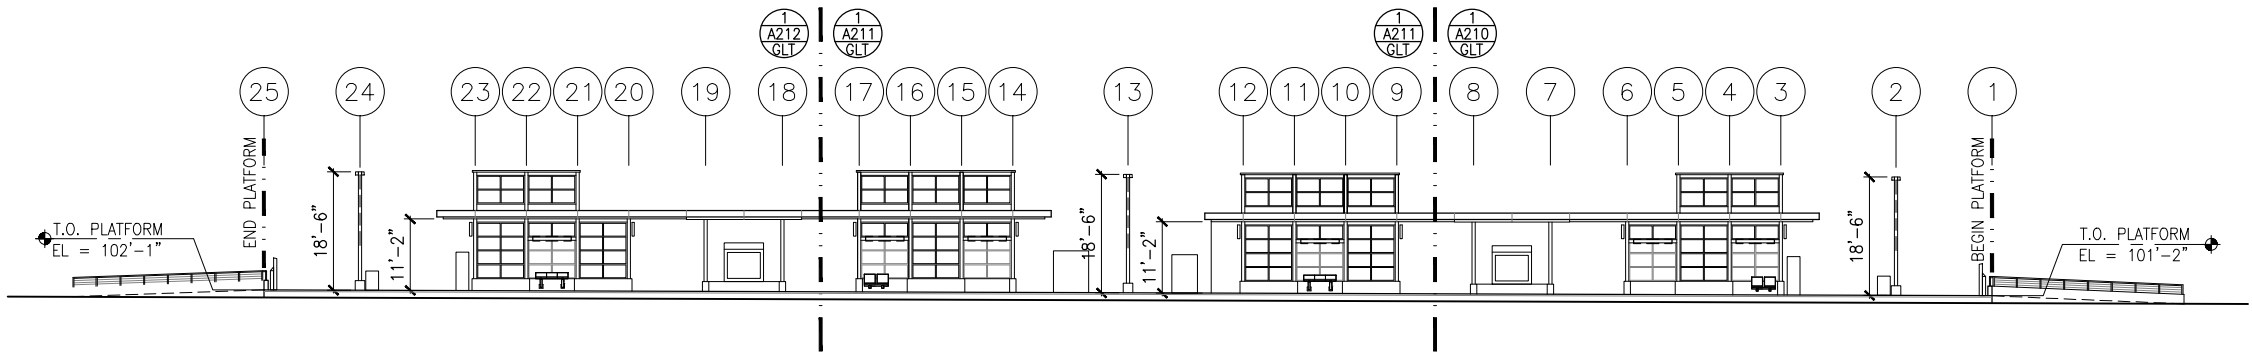 1
A212
GLT
1
A211
GLT
1
A211
GLT
1
A210
GLT
25
24
23
22
21
20
19
18
17
16
15
14
13
12
11
10
9
8
7
6
5
4
3
2
1
END PLATFORM
BEGIN PLATFORM
T.O. PLATFORM
EL = 102'-1"
18'-6"
11'-2"
18'-6"
11'-2"
18'-6"
T.O. PLATFORM
EL = 101'-2"